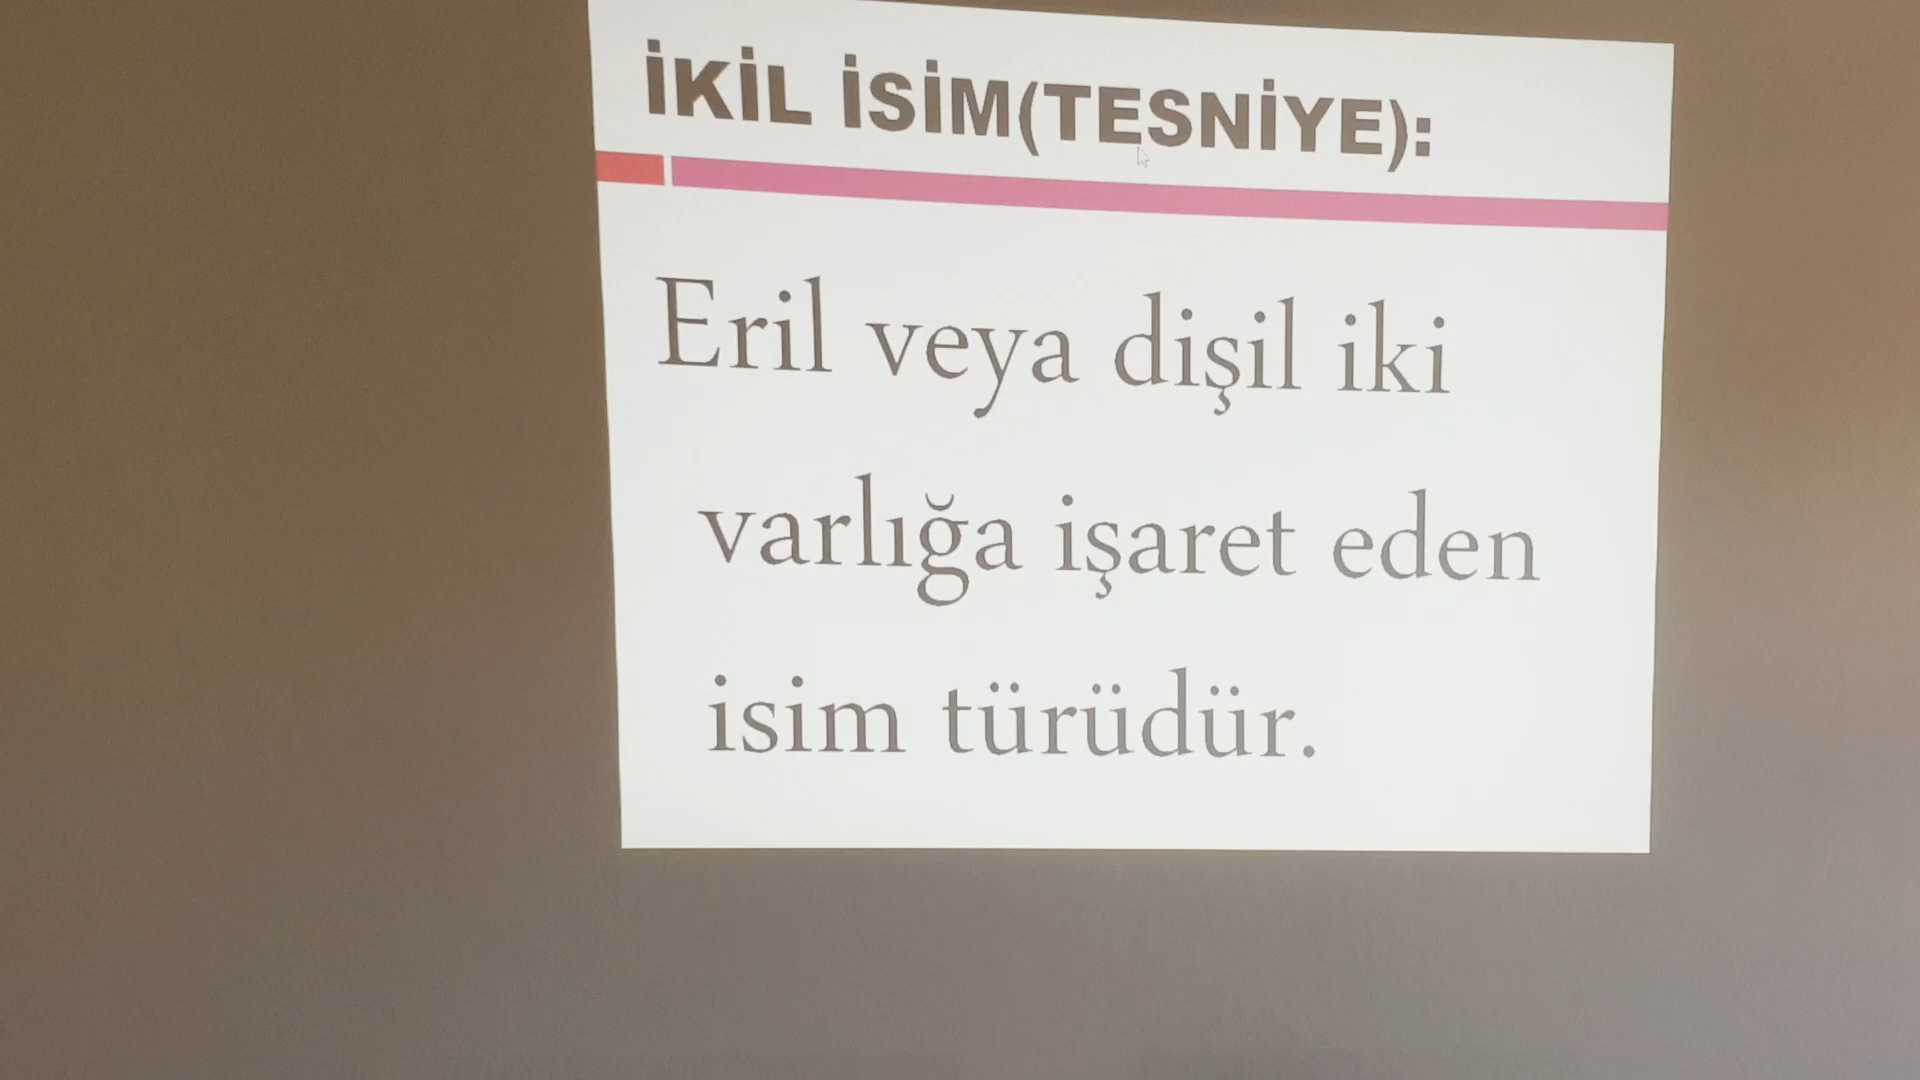 İKİL İSİM(TESNİYE):
Eril veya dişil iki
varlığa işaret eden
isim türüdür.